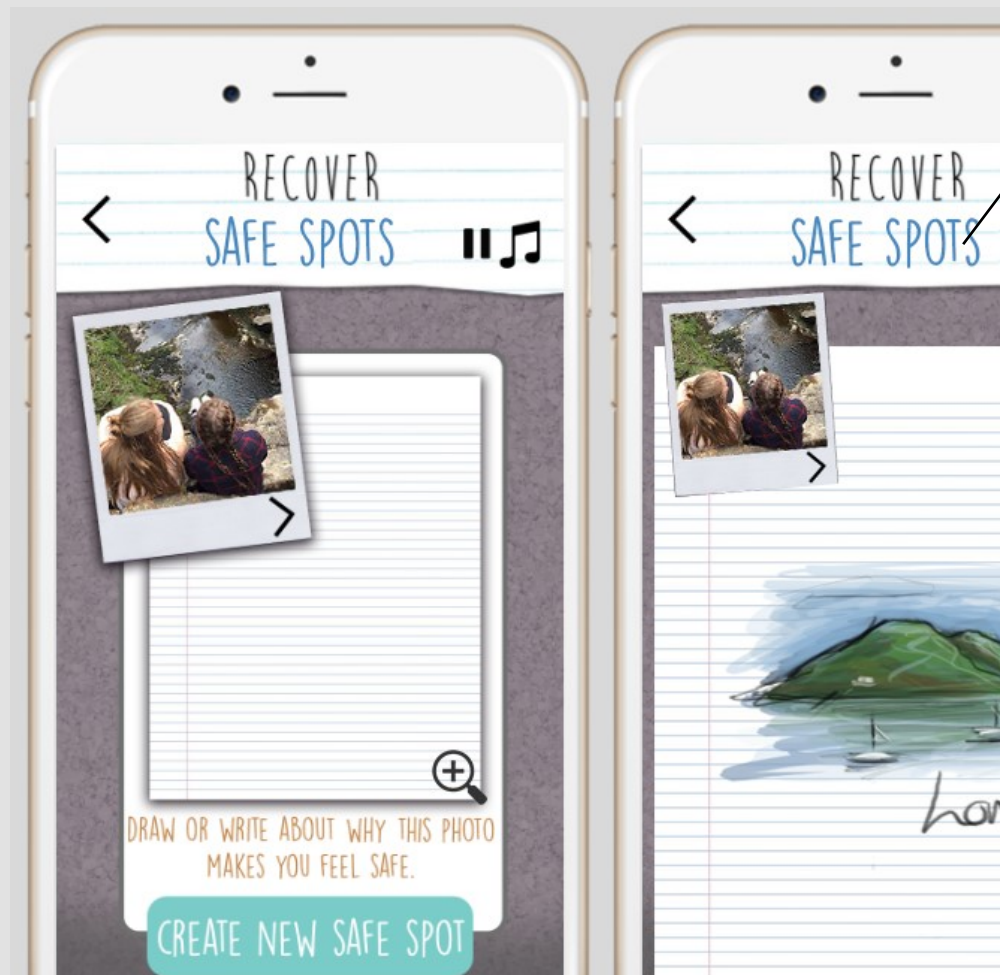 RECOVER
SAFE SPOTS
DRAW OR WRITE ABOUT WHY THIS PHOTO
MAKES YOU FEEL SAFE.
CREATE NEW SAFE SPOT
RECOVER
SAFE SPOTS